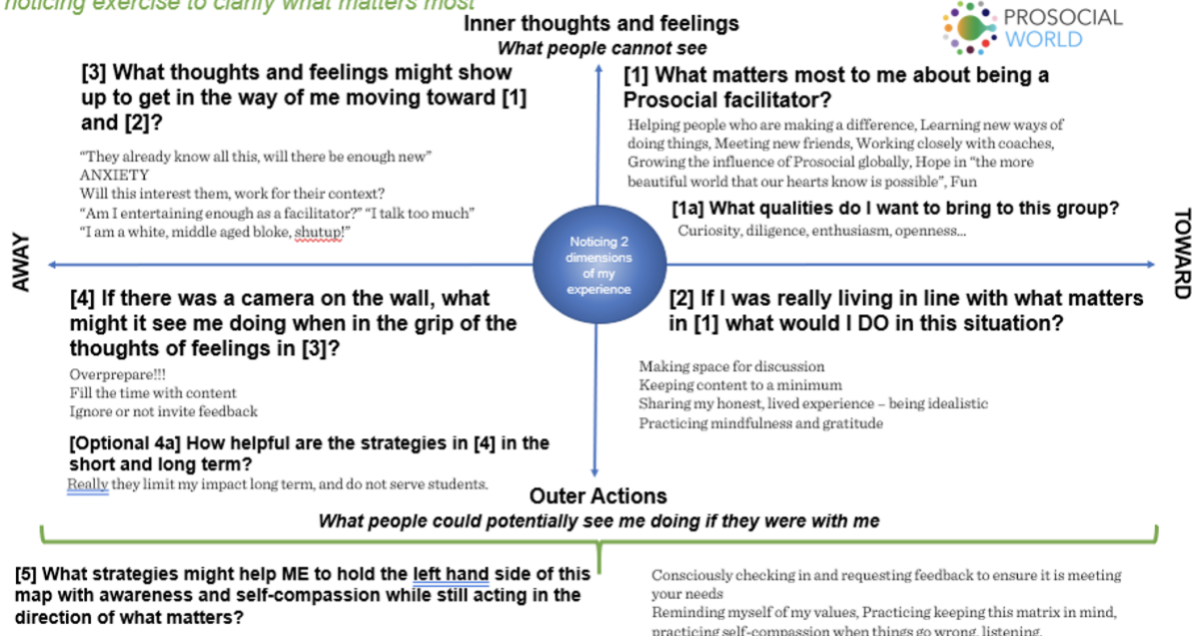 noticing exercise to clarify what matters most
Inner thoughts and feelings
What people cannot see
PROSOCIAL
WORLD
[3] What thoughts and feelings might show
up to get in the way of me moving toward [1]
and [2]?
"They already know all this, will there be enough new"
ANXIETY
Will this interest them, work for their context?
"Am I entertaining enough as a facilitator?" "I talk too much"
"I am a white, middle aged bloke, shutup!"
[1] What matters most to me about being a
Prosocial facilitator?
Helping people who are making a difference, Learning new ways of
doing things, Meeting new friends, Working closely with coaches,
Growing the influence of Prosocial globally, Hope in "the more
beautiful world that our hearts know is possible", Fun
[1a] What qualities do I want to bring to this group?
Curiosity, diligence, enthusiasm, openness...
AWAY
Noticing 2
dimensions
of my
experience
TOWARD
[4] If there was a camera on the wall, what
might it see me doing when in the grip of the
thoughts of feelings in [3]?
Overprepare!!!
Fill the time with content
Ignore or not invite feedback
[Optional 4a] How helpful are the strategies in [4] in the
short and long term?
Really they limit my impact long term, and do not serve students.
[2] If I was really living in line with what matters
in [1] what would I DO in this situation?
Making space for discussion
Keeping content to a minimum
Sharing my honest, lived experience – being idealistic
Practicing mindfulness and gratitude
Outer Actions
What people could potentially see me doing if they were with me
[5] What strategies might help ME to hold the left hand side of this
map with awareness and self-compassion while still acting in the
direction of what matters?
Consciously checking in and requesting feedback to ensure it is meeting
your needs
Reminding myself of my values, Practicing keeping this matrix in mind,
practicing self-compassion when things go wrong, listening,